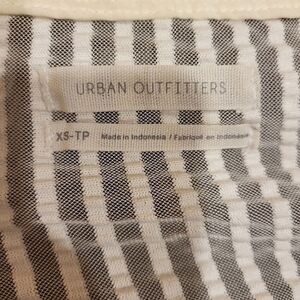 URBAN OUTFITTERS
XS-TP Made in Indonesia / Fabriqué en Indonésie